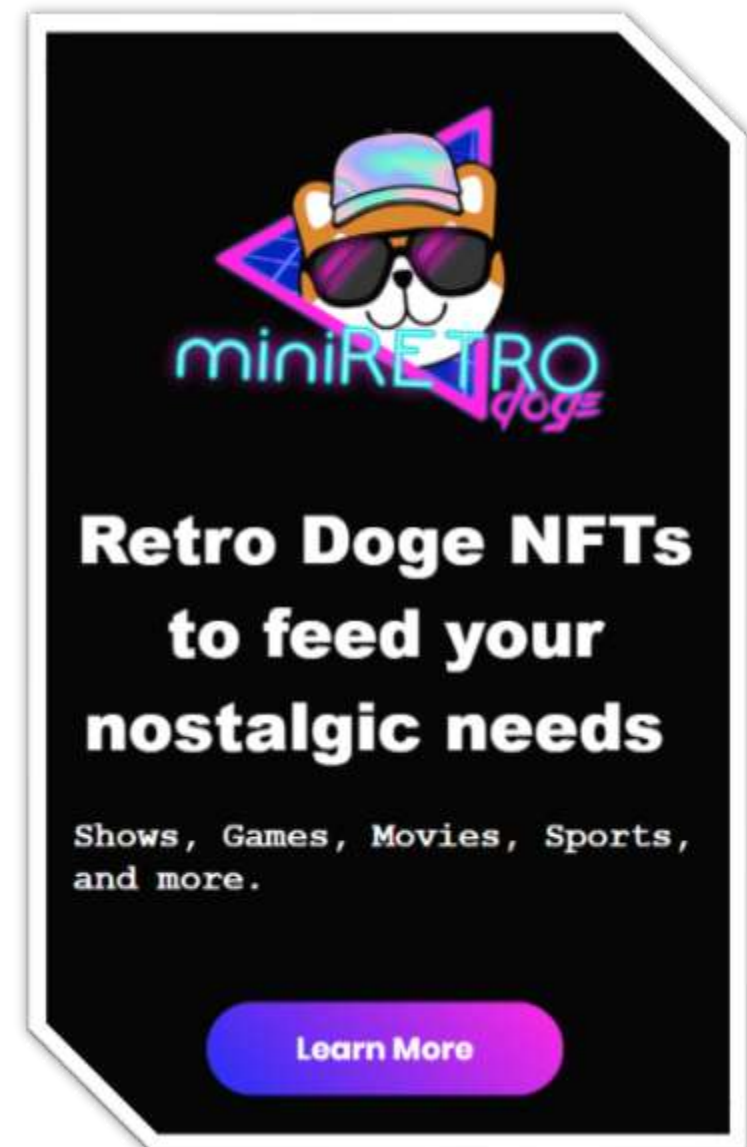 miniRETRO
doge
Retro Doge NFTs
to feed your
nostalgic needs
Shows, Games, Movies, Sports,
and more.
Learn More